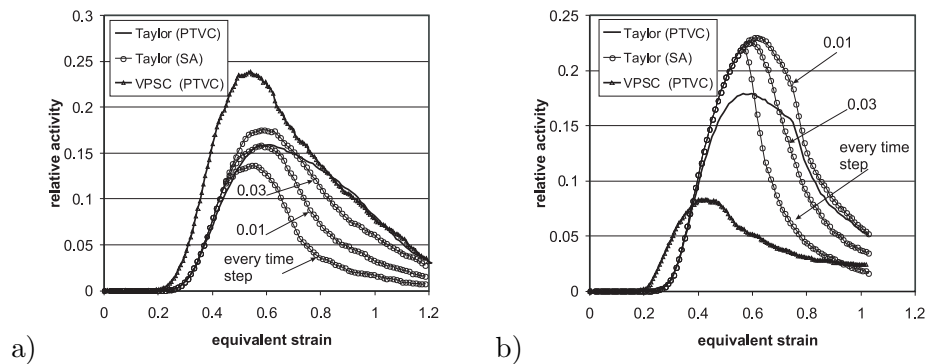 0.3
0.25
0.2
0.15
0.1
0.05
0
relative activity
Taylor (PTVC)
Taylor (SA)
VPSC (PTVC)
0.03
0.01
every time
step
0 0.2 0.4 0.6 0.8 1 1.2
equivalent strain
a)
0.25
0.2
0.15
0.1
0.05
0
relative activity
Taylor (PTVC)
Taylor (SA)
VPSC (PTVC)
0.01
0.03
every time
step
0 0.2 0.4 0.6 0.8 1 1.2
equivalent strain
b)